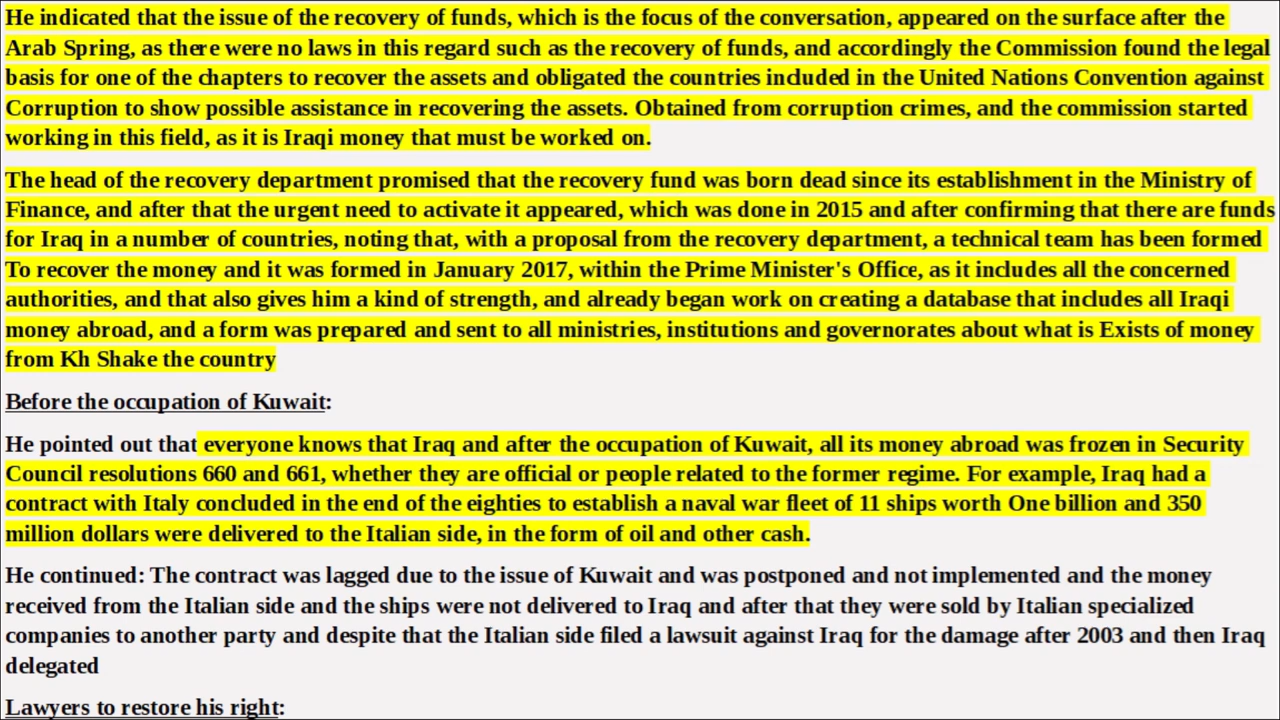 He indicated that the issue of the recovery of funds, which is the focus of the conversation, appeared on the surface after the
Arab Spring, as there were no laws in this regard such as the recovery of funds, and accordingly the Commission found the legal
basis for one of the chapters to recover the assets and obligated the countries included in the United Nations Convention against
Corruption to show possible assistance in recovering the assets. Obtained from corruption crimes, and the commission started
working in this field, as it is Iraqi money that must be worked on.
The head of the recovery department promised that the recovery fund was born dead since its establishment in the Ministry of
Finance, and after that the urgent need to activate it appeared, which was done in 2015 and after confirming that there are funds
for Iraq in a number of countries, noting that, with a proposal from the recovery department, a technical team has been formed
To recover the money and it was formed in January 2017, within the Prime Minister's Office, as it includes all the concerned
authorities, and that also gives him a kind of strength, and already began work on creating a database that includes all Iraqi
money abroad, and a form was prepared and sent to all ministries, institutions and governorates about what is Exists of money
from Kh Shake the country
Before the occupation of Kuwait:
He pointed out that everyone knows that Iraq and after the occupation of Kuwait, all its money abroad was frozen in Security
Council resolutions 660 and 661, whether they are official or people related to the former regime. For example, Iraq had a
contract with Italy concluded in the end of the eighties to establish a naval war fleet of 11 ships worth One billion and 350
million dollars were delivered to the Italian side, in the form of oil and other cash.
He continued: The contract was lagged due to the issue of Kuwait and was postponed and not implemented and the money
received from the Italian side and the ships were not delivered to Iraq and after that they were sold by Italian specialized
companies to another party and despite that the Italian side filed a lawsuit against Iraq for the damage after 2003 and then Iraq
delegated
Lawyers to restore his right: